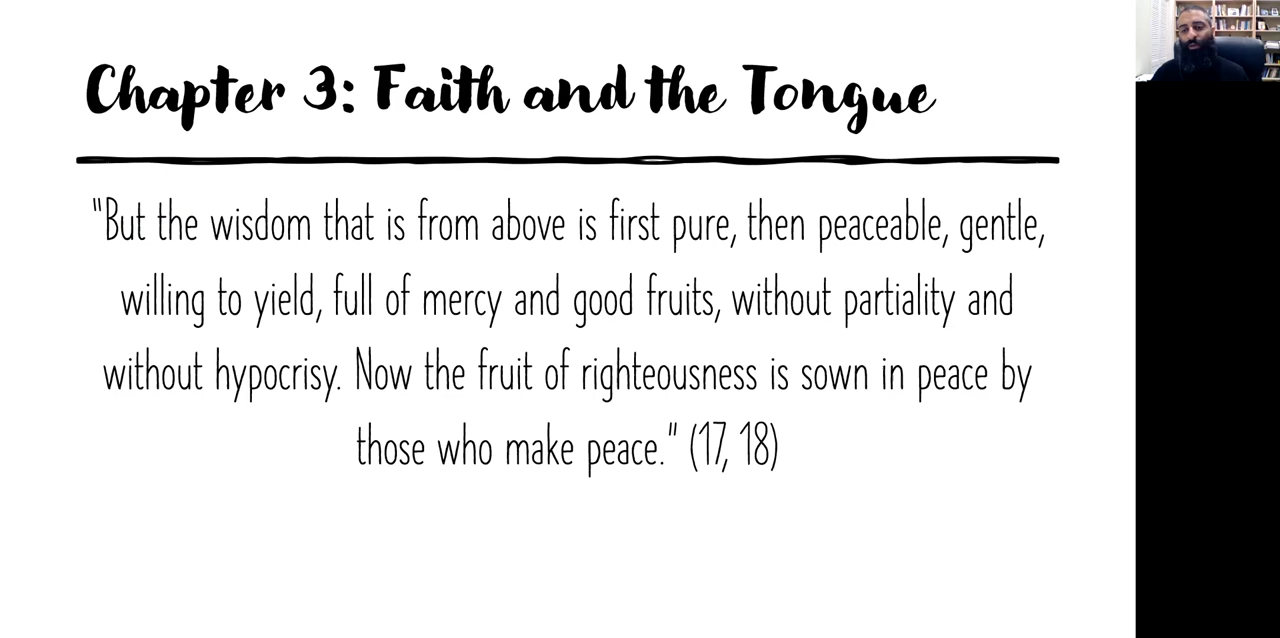 Chapter 3: Faith and the Tongue
"But the wisdom that is from above is first pure, then peaceable, gentle,
willing to yield, full of mercy and good fruits, without partiality and
without hypocrisy. Now the fruit of righteousness is sown in peace by
those who make peace." (17, 18)